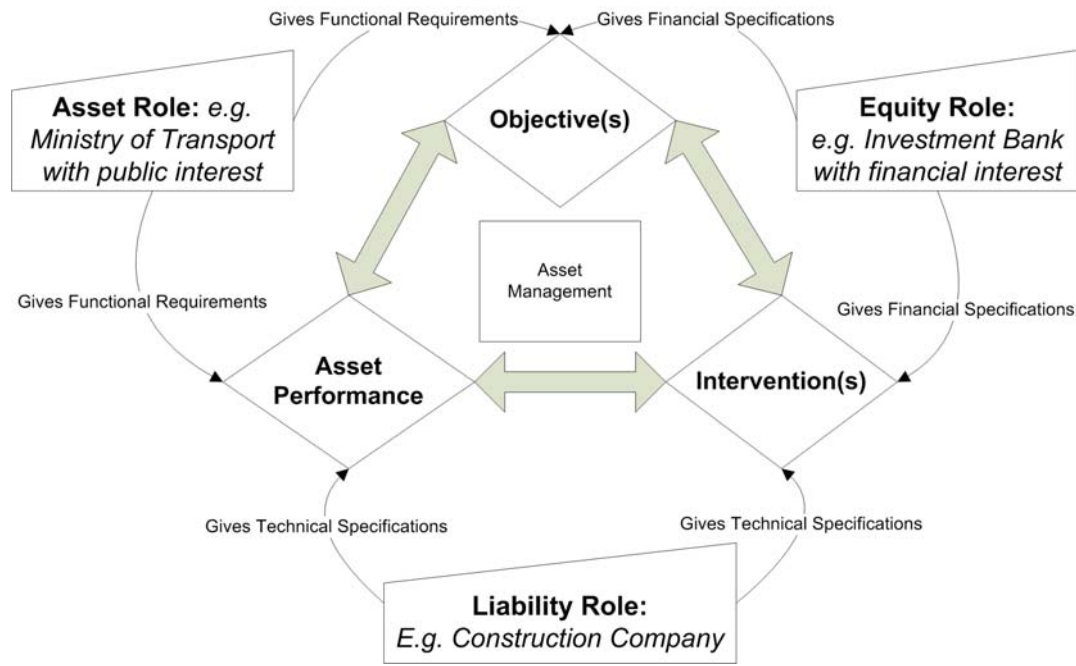 Gives Functional Requirements
Gives Financial Specifications
Asset Role: e.g.
Ministry of Transport
with public interest
Objective(s)
Equity Role:
e.g. Investment Bank
with financial interest
Asset
Management
Gives Functional Requirements
Gives Financial Specifications
Asset
Performance
Intervention(s)
Gives Technical Specifications
Gives Technical Specifications
Liability Role:
E.g. Construction Company